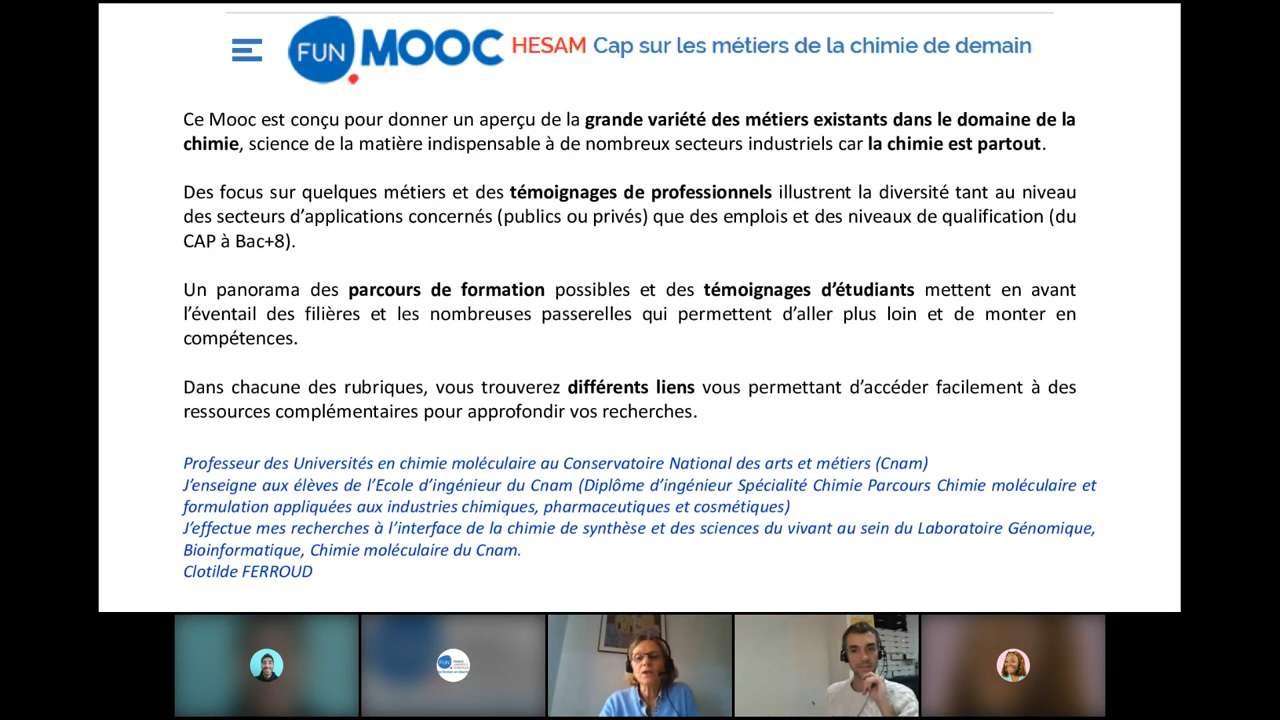 FUN MOOC HESAM Cap sur les métiers de la chimie de demain
Ce Mooc est conçu pour donner un aperçu de la grande variété des métiers existants dans le domaine de la
chimie, science de la matière indispensable à de nombreux secteurs industriels car la chimie est partout.
Des focus sur quelques métiers et des témoignages de professionnels illustrent la diversité tant au niveau
des secteurs d’applications concernés (publics ou privés) que des emplois et des niveaux de qualification (du
CAP à Bac+8).
Un panorama des parcours de formation possibles et des témoignages d’étudiants mettent en avant
l’éventail des filières et les nombreuses passerelles qui permettent d’aller plus loin et de monter en
compétences.
Dans chacune des rubriques, vous trouverez différents liens vous permettant d’accéder facilement à des
ressources complémentaires pour approfondir vos recherches.
Professeur des Universités en chimie moléculaire au Conservatoire National des arts et métiers (Cnam)
J’enseigne aux élèves de l’Ecole d’ingénieur du Cnam (Diplôme d’ingénieur Spécialité Chimie Parcours Chimie moléculaire et
formulation appliquées aux industries chimiques, pharmaceutiques et cosmétiques)
J’effectue mes recherches à l’interface de la chimie de synthèse et des sciences du vivant au sein du Laboratoire Génomique,
Bioinformatique, Chimie moléculaire du Cnam.
Clotilde FERROUD
FUN